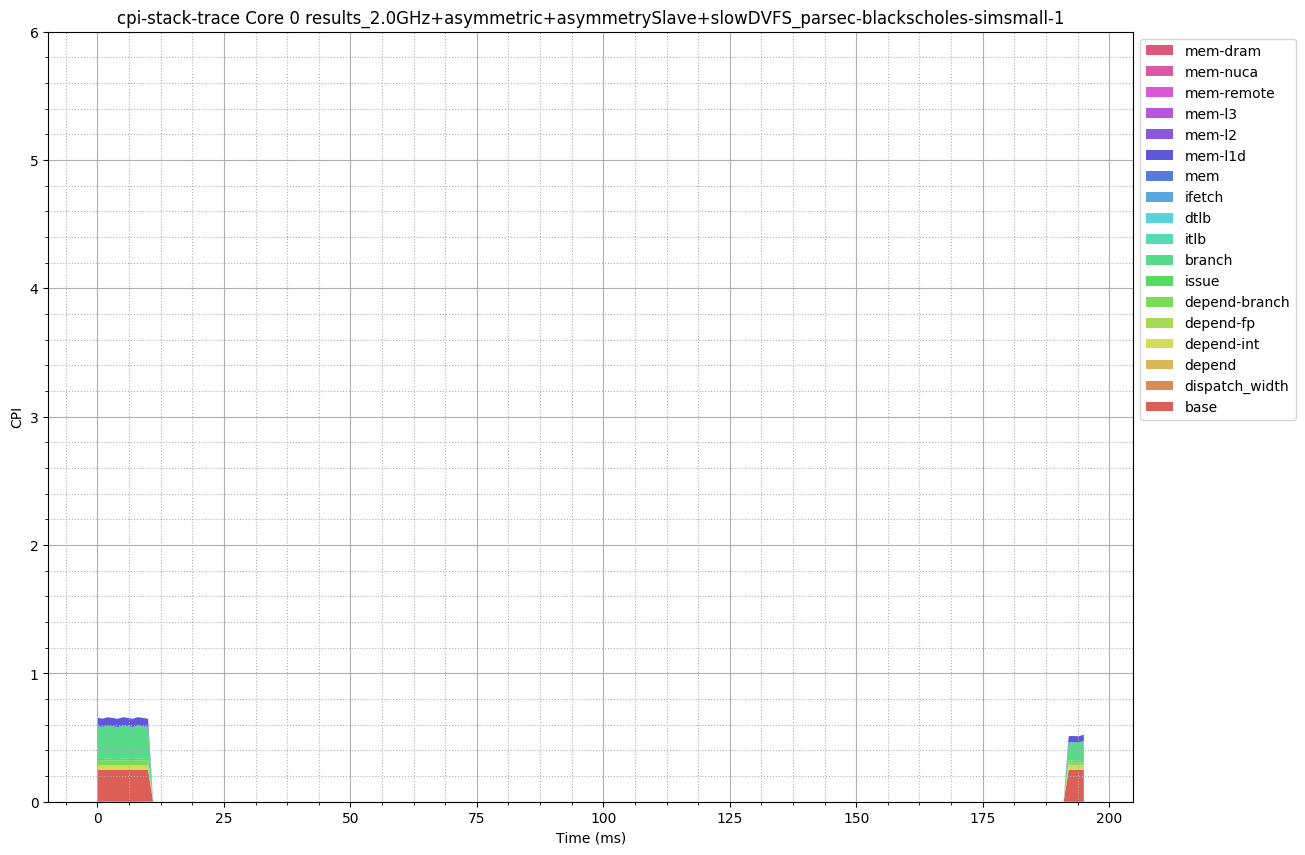 cpi-stack-trace Core 0 results_2.0GHz+asymmetric+asymmetrySlave+slowDVFS_parsec-blackscholes-simsmall-1
6
5
4
3
2
1
0
CPI
0
25
50
75
100
125
150
175
200
Time (ms)
mem-dram
mem-nuca
mem-remote
mem-l3
mem-l2
mem-l1d
mem
ifetch
dtlb
itlb
branch
issue
depend-branch
depend-fp
depend-int
depend
dispatch_width
base